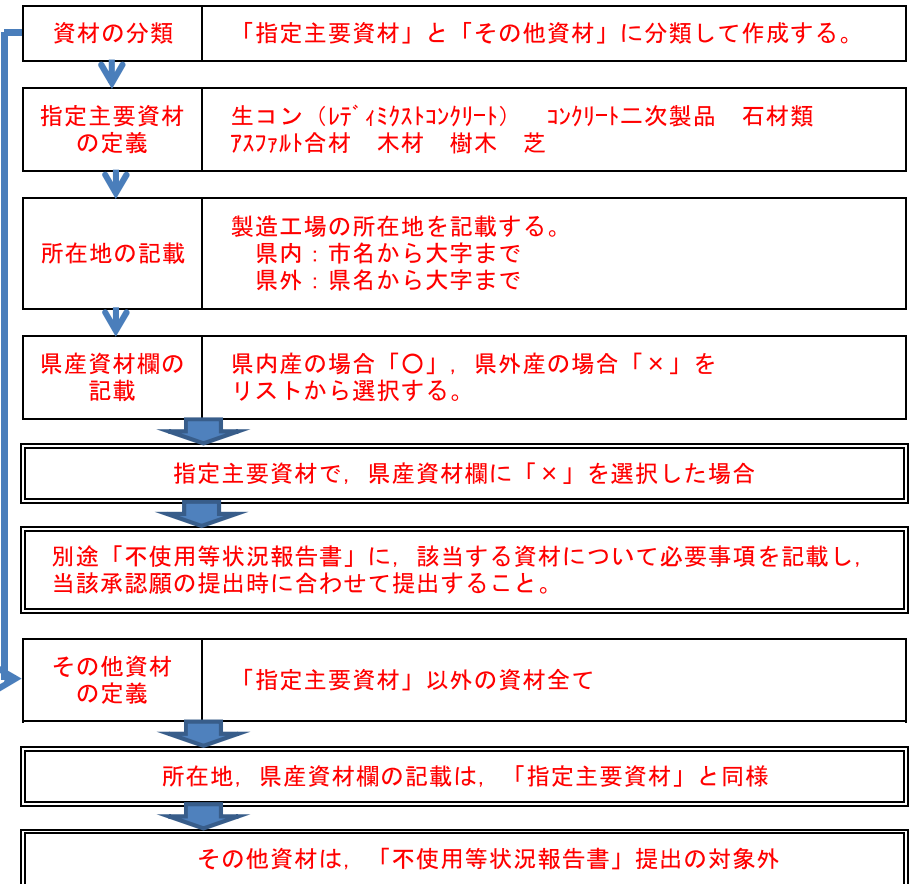 資材の分類
「指定主要資材」と「その他資材」に分類して作成する。
指定主要資材
の定義
生コン（ﾚﾃﾞｨﾐｸｽﾄｺﾝｸﾘｰﾄ）　ｺﾝｸﾘｰﾄ二次製品　石材類
ｱｽﾌｧﾙﾄ合材　木材　樹木　芝
所在地の記載
製造工場の所在地を記載する。
県内：市名から大字まで
県外：県名から大字まで
県産資材欄の
記載
県内産の場合「〇」，県外産の場合「×」を
リストから選択する。
指定主要資材で，県産資材欄に「×」を選択した場合
別途「不使用等状況報告書」に，該当する資材について必要事項を記載し，
当該承認願の提出時に合わせて提出すること。
その他資材
の定義
「指定主要資材」以外の資材全て
所在地，県産資材欄の記載は，「指定主要資材」と同様
その他資材は，「不使用等状況報告書」提出の対象外